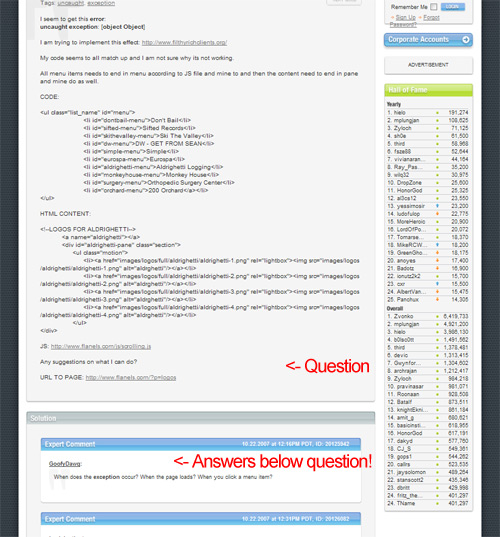 Tags: uncaught, exception
I seem to get this error:
uncaught exception: [object Object]
I am trying to implement this effect: http://www.filthyrichclients.org/
My code seems to all match up and I am not sure why its not working.
All menu items needs to end in menu according to JS file and mine to and then the content need to end in pane
and mine do as well.
CODE:
<ul class="list_name" id="menu">
<li id="dontbail-menu">Don't Bail</li>
<li id="sifted-menu">Sifted Records</li>
<li id="skithevalley-menu">Ski The Valley</li>
<li id="dw-menu">DW - GET FROM SEAN</li>
<li id="simple-menu">Simple</li>
<li id="eurospa-menu">Eurospa</li>
<li id="aldrighetti-menu">Aldrighetti Logging</li>
<li id="monkeyhouse-menu">Monkey House</li>
<li id="surgery-menu">Orthopedic Surgery Center</li>
<li id="orchard-menu">200 Orchard</a></li>
</ul>
HTML CONTENT:
<!--LOGOS FOR ALDRIGHETTI-->
<a name="aldrighetti"></a>
<div id="aldrighetti-pane" class="section">
<ul class="motion">
<li><a href="images/logos/full/aldrighetti/aldrighetti-1.png" rel="lightbox"><img src="images/logos
/aldrighetti/aldrighetti-1.png" alt="aldrighetti"></a></li>
<li><a href="images/logos/full/aldrighetti/aldrighetti-2.png" rel="lightbox"><img src="images/logos
/aldrighetti/aldrighetti-2.png" alt="aldrighetti"></a></li>
<li><a href="images/logos/full/aldrighetti/aldrighetti-3.png" rel="lightbox"><img src="images/logos
/aldrighetti/aldrighetti-3.png" alt="aldrighetti"></a></li>
<li><a href="images/logos/full/aldrighetti/aldrighetti-4.png" rel="lightbox"><img src="images/logos
/aldrighetti/aldrighetti-4.png" alt="aldrighetti"></a></li>
</ul>
</div>
JS: http://www.flanels.com/js/scrolling.js
Any suggestions on what I can do?
URL TO PAGE: http://www.flanels.com/?p=logos
<- Question
Solution
Expert Comment
10.22.2007 at 12:16PM PDT, ID: 20123842
GoofyDawg:
<- Answers below question!
When does the exception occur? When the page loads? When you click a menu item?
Expert Comment
10.22.2007 at 12:31PM PDT, ID: 20126082
Remember Me
LOGIN
Sign Up Forgot
Password?
Corporate Accounts
ADVERTISEMENT
Hall of Fame
Yearly
1. hielo 191,274
2. mplungjan 108,625
3. Zyloch 71,125
4. sh0e 61,500
5. third 58,968
6. faze88 52,644
7. vivianaran... 44,164
8. Ray_Pas... 35,200
9. wilq32 30,975
10. DropZone 25,500
11. HonorGod 25,325
12. al3os12 23,550
13. yessirnosir 23,200
14. ludofulop 22,775
15. MoreHeroic 20,900
16. LordOfPo... 20,072
17. Tomarse... 18,370
18. MikeRCW... 18,200
19. GreenGho... 18,175
20. anoyes 17,400
21. Badotz 16,900
22. ionutz2k2 15,400
23. cxr 15,500
24. AlbertVan... 15,475
25. Panchux 14,305
Overall
1. Zvonko 6,419,733
2. mplungjan 4,921,200
3. hielo 3,986,130
4. b0lsc0tt 1,491,562
5. third 1,378,481
6. devic 1,313,415
7. GwynforW... 1,304,602
8. archrajan 1,212,417
9. Zyloch 984,218
10. pravinasar 981,071
11. Roonaan 928,508
12. Batalf 873,511
13. knightEkni... 861,184
14. amit_g 680,621
15. basicinsti... 618,955
16. HonorGod 617,191
17. dakyd 577,760
18. CJ_S 549,361
19. gops1 544,262
20. callrs 523,535
21. jaysolomon 489,254
22. stanscott2 435,346
23. dbritt 429,998
24. fritz_the... 401,297
24. TName 401,297